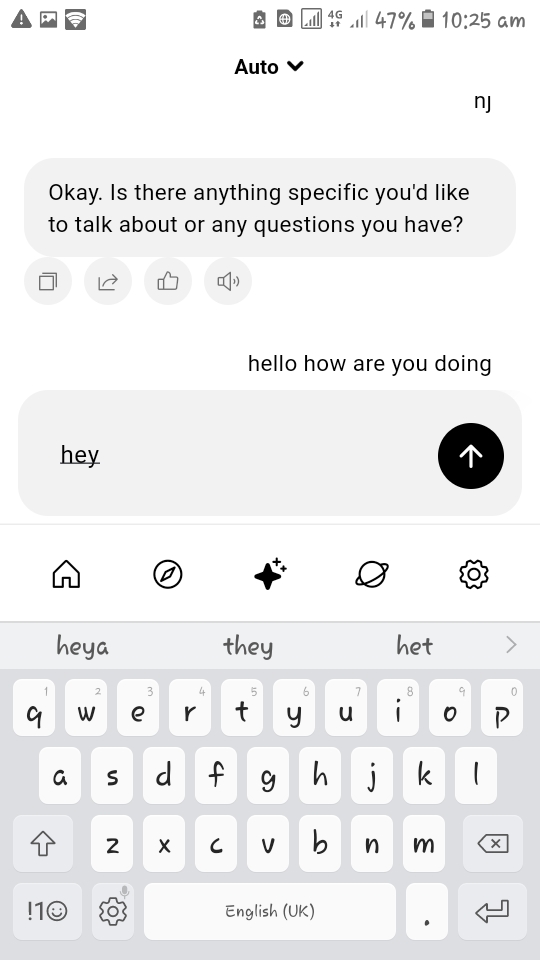 4G 47% 10:25 am
Auto
nj
Okay. Is there anything specific you'd like
to talk about or any questions you have?
hello how are you doing
hey
heya they het
1 2 3 4 5 6 7 8 9 0
q w e r t y u i o p
a s d f g h j k l
z x c v b n m
!1☺ English (UK) .